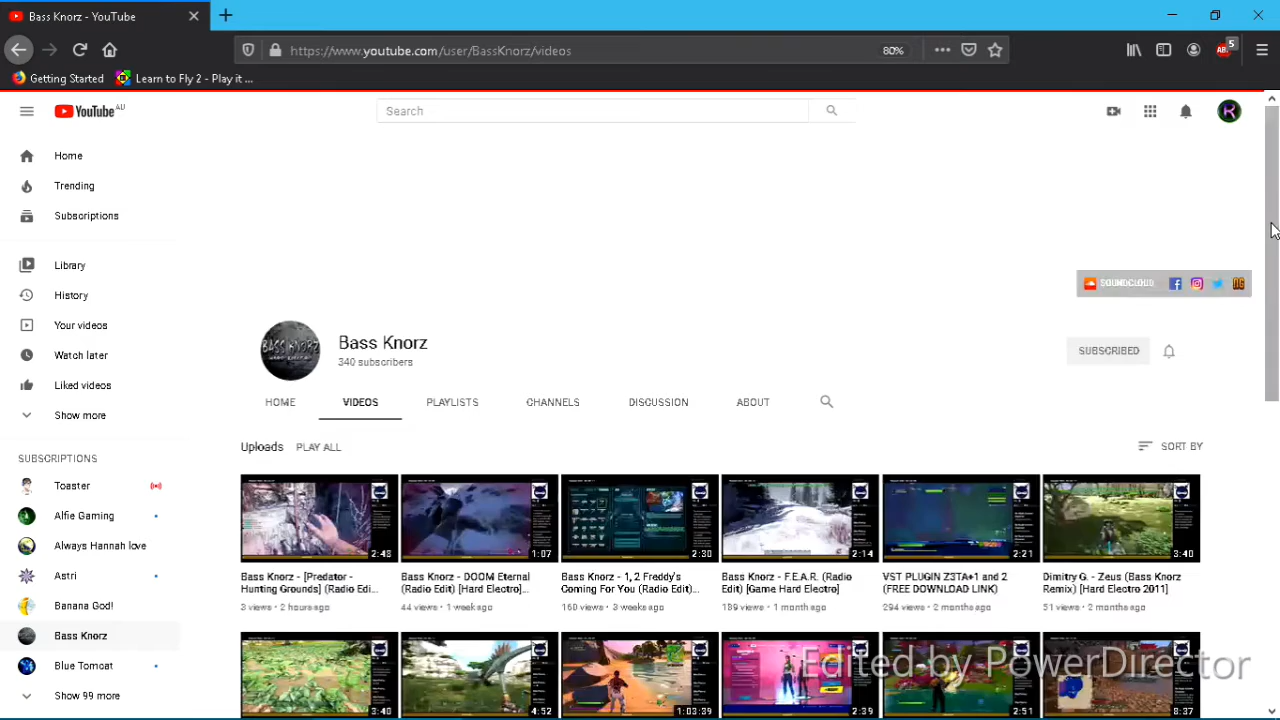 Bass Knorz - YouTube
https://www.youtube.com/user/BassKnorz/videos
80%
5
Getting Started
Learn to Fly 2 - Play it ...
YouTube AU
Search
Home
Trending
Subscriptions
Library
History
Your videos
Watch later
Liked videos
Show more
SUBSCRIPTIONS
Toaster
Alfie Gaming
Always Hannah love
Astri
Banana God!
Bass Knorz
Blue Tomcat
Show 99 more
SOUNDCLOUD
BASS KNORZ
Bass Knorz
340 subscribers
SUBSCRIBED
HOME
VIDEOS
PLAYLISTS
CHANNELS
DISCUSSION
ABOUT
Uploads
PLAY ALL
SORT BY
2:48
1:07
2:30
2:14
2:21
3:40
Bass Knorz - [Predator -
Hunting Grounds] (Radio Edi...
3 views • 2 hours ago
Bass Knorz - DOOM Eternal
(Radio Edit) [Hard Electro]
44 views • 1 week ago
Bass Knorz - 1, 2 Freddy's
Coming For You (Radio Edit)...
160 views • 3 weeks ago
Bass Knorz - F.E.A.R. (Radio
Edit) [Game Hard Electro]
189 views • 1 month ago
VST PLUGIN Z3TA+1 and 2
(FREE DOWNLOAD LINK)
294 views • 2 months ago
Dimitry G. - Zeus (Bass Knorz
Remix) [Hard Electro 2011]
51 views • 2 months ago
3:40
4:52
1:03:39
2:39
2:51
3:37
Edited by PowerDirector